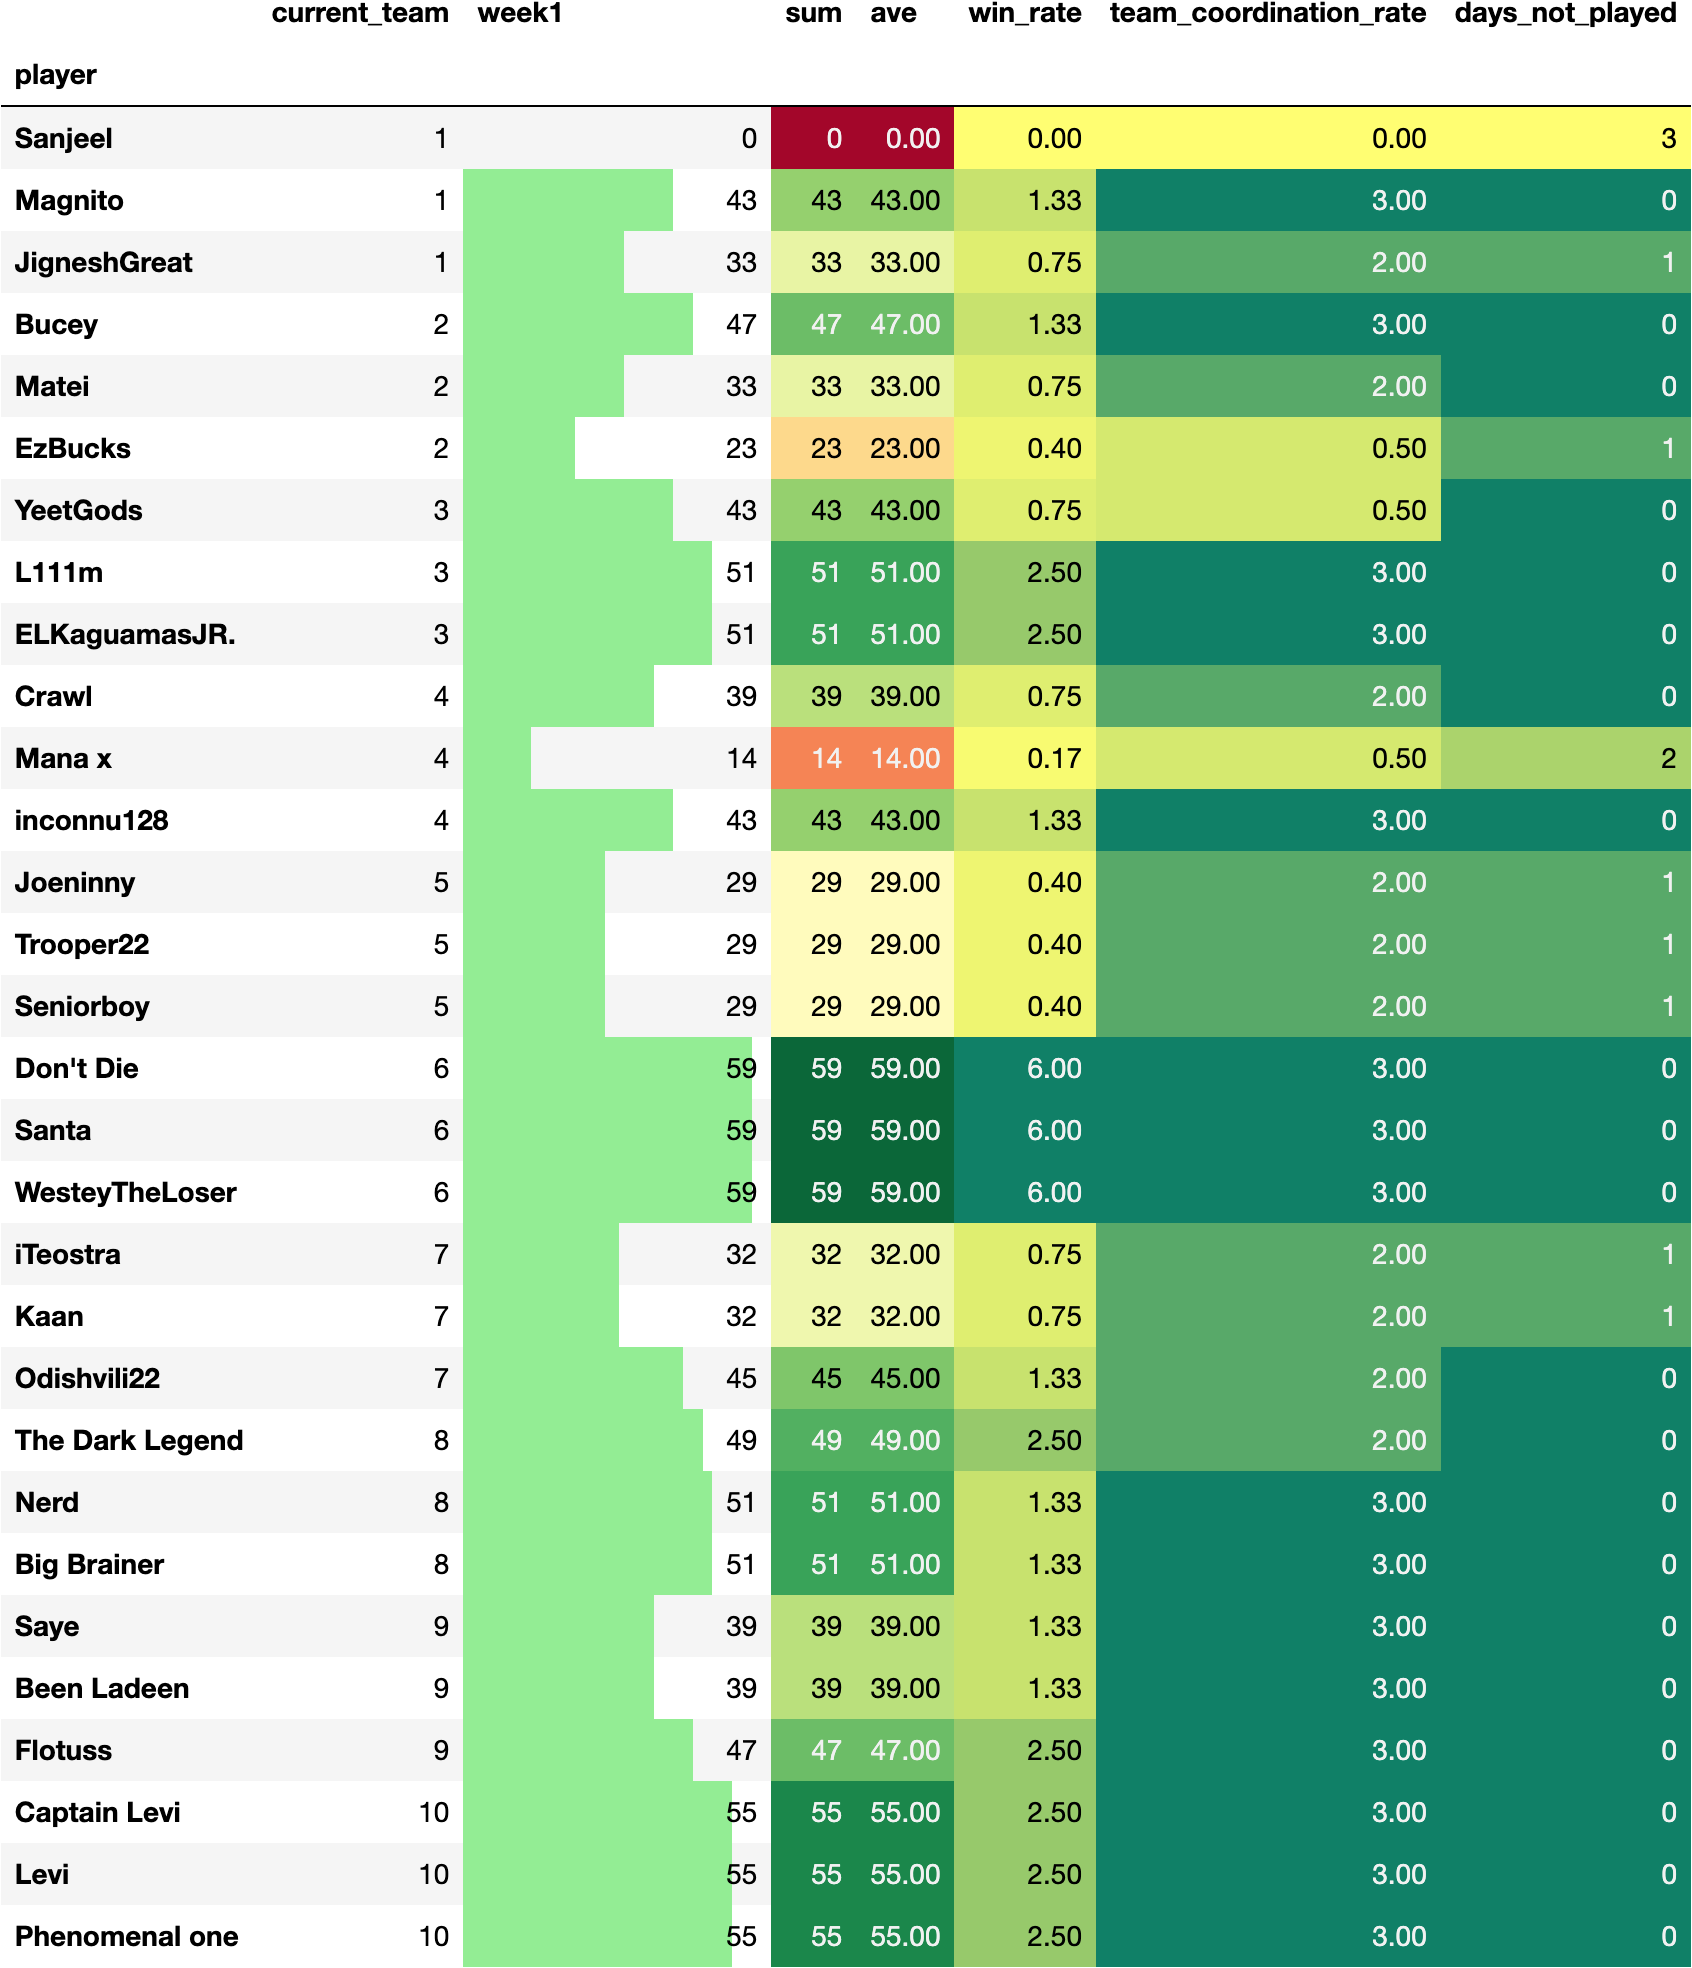 current_team week1 sum ave win_rate team_coordination_rate days_not_played
player
Sanjeel 1 0 0 0.00 0.00 0.00 3
Magnito 1 43 43 43.00 1.33 3.00 0
JigneshGreat 1 33 33 33.00 0.75 2.00 1
Bucey 2 47 47 47.00 1.33 3.00 0
Matei 2 33 33 33.00 0.75 2.00 0
EzBucks 2 23 23 23.00 0.40 0.50 1
YeetGods 3 43 43 43.00 0.75 0.50 0
L111m 3 51 51 51.00 2.50 3.00 0
ELKaguamasJR. 3 51 51 51.00 2.50 3.00 0
Crawl 4 39 39 39.00 0.75 2.00 0
Mana x 4 14 14 14.00 0.17 0.50 2
inconnu128 4 43 43 43.00 1.33 3.00 0
Joeninny 5 29 29 29.00 0.40 2.00 1
Trooper22 5 29 29 29.00 0.40 2.00 1
Seniorboy 5 29 29 29.00 0.40 2.00 1
Don't Die 6 59 59 59.00 6.00 3.00 0
Santa 6 59 59 59.00 6.00 3.00 0
WesteyTheLoser 6 59 59 59.00 6.00 3.00 0
iTeostra 7 32 32 32.00 0.75 2.00 1
Kaan 7 32 32 32.00 0.75 2.00 1
Odishvili22 7 45 45 45.00 1.33 2.00 0
The Dark Legend 8 49 49 49.00 2.50 2.00 0
Nerd 8 51 51 51.00 1.33 3.00 0
Big Brainer 8 51 51 51.00 1.33 3.00 0
Saye 9 39 39 39.00 1.33 3.00 0
Been Ladeen 9 39 39 39.00 1.33 3.00 0
Flotuss 9 47 47 47.00 2.50 3.00 0
Captain Levi 10 55 55 55.00 2.50 3.00 0
Levi 10 55 55 55.00 2.50 3.00 0
Phenomenal one 10 55 55 55.00 2.50 3.00 0